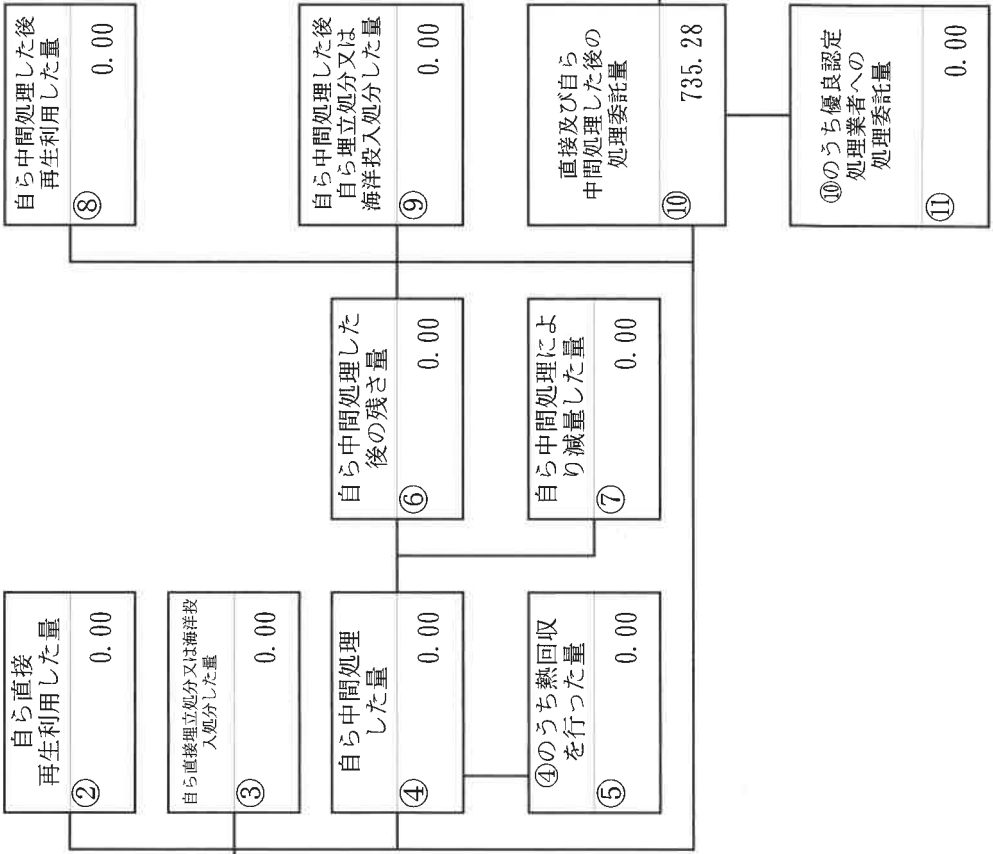 自ら直接
再生利用した量
②
0.00
自ら直接埋立処分又は海洋投
入処分した量
③
0.00
自ら中間処理
した量
④
0.00
④のうち熱回収
を行った量
⑤
0.00
自ら中間処理した
後の残さ量
⑥
0.00
自ら中間処理によ
り減量した量
⑦
0.00
自ら中間処理した後
再生利用した量
⑧
0.00
自ら中間処理した後
自ら埋立処分又は
海洋投入処分した量
⑨
0.00
直接及び自ら
中間処理した後の
処理委託量
⑩
735.28
⑩のうち優良認定
処理業者への
処理委託量
⑪
0.00